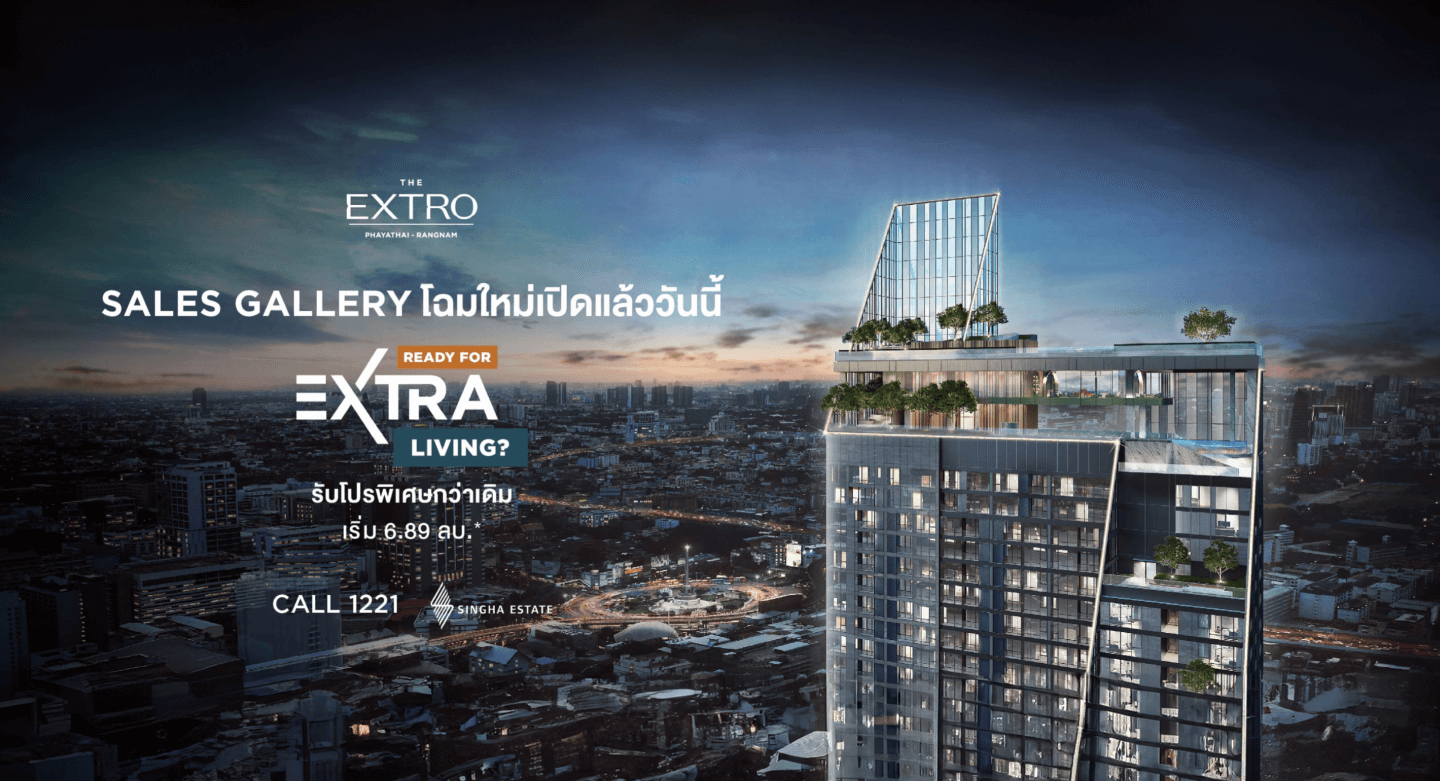 THE
EXTRO
PHAYATHAI - RANGNAM
SALES GALLERY โฉมใหม่เปิดแล้ววันนี้
READY FOR
EXTRA
LIVING?
รับโปรพิเศษกว่าเดิม
เริ่ม 6.89 ลบ.*
CALL 1221
SINGHA ESTATE